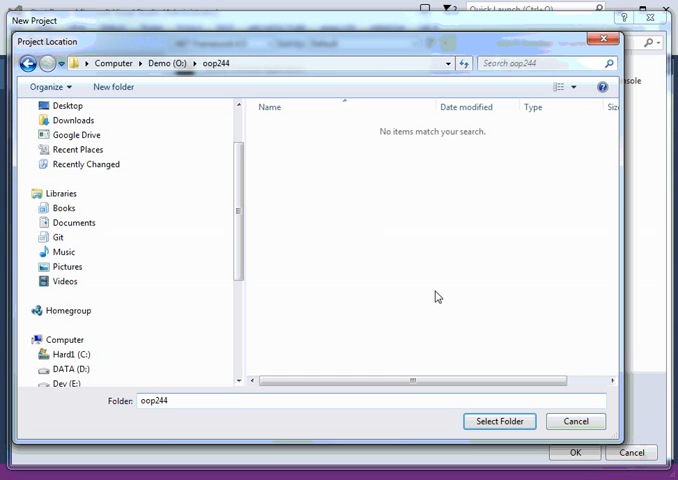 Quick Launch (Ctrl+Q)
New Project
Project Location
Computer
Demo (O:)
oop244
Search oop244
Organize
New folder
Name
Date modified
Type
Siz
No items match your search.
Desktop
Downloads
Google Drive
Recent Places
Recently Changed
Libraries
Books
Documents
Git
Music
Pictures
Videos
Homegroup
Computer
Hard1 (C:)
DATA (D:)
Dev (E:)
Folder: oop244
Select Folder
Cancel
OK
Cancel